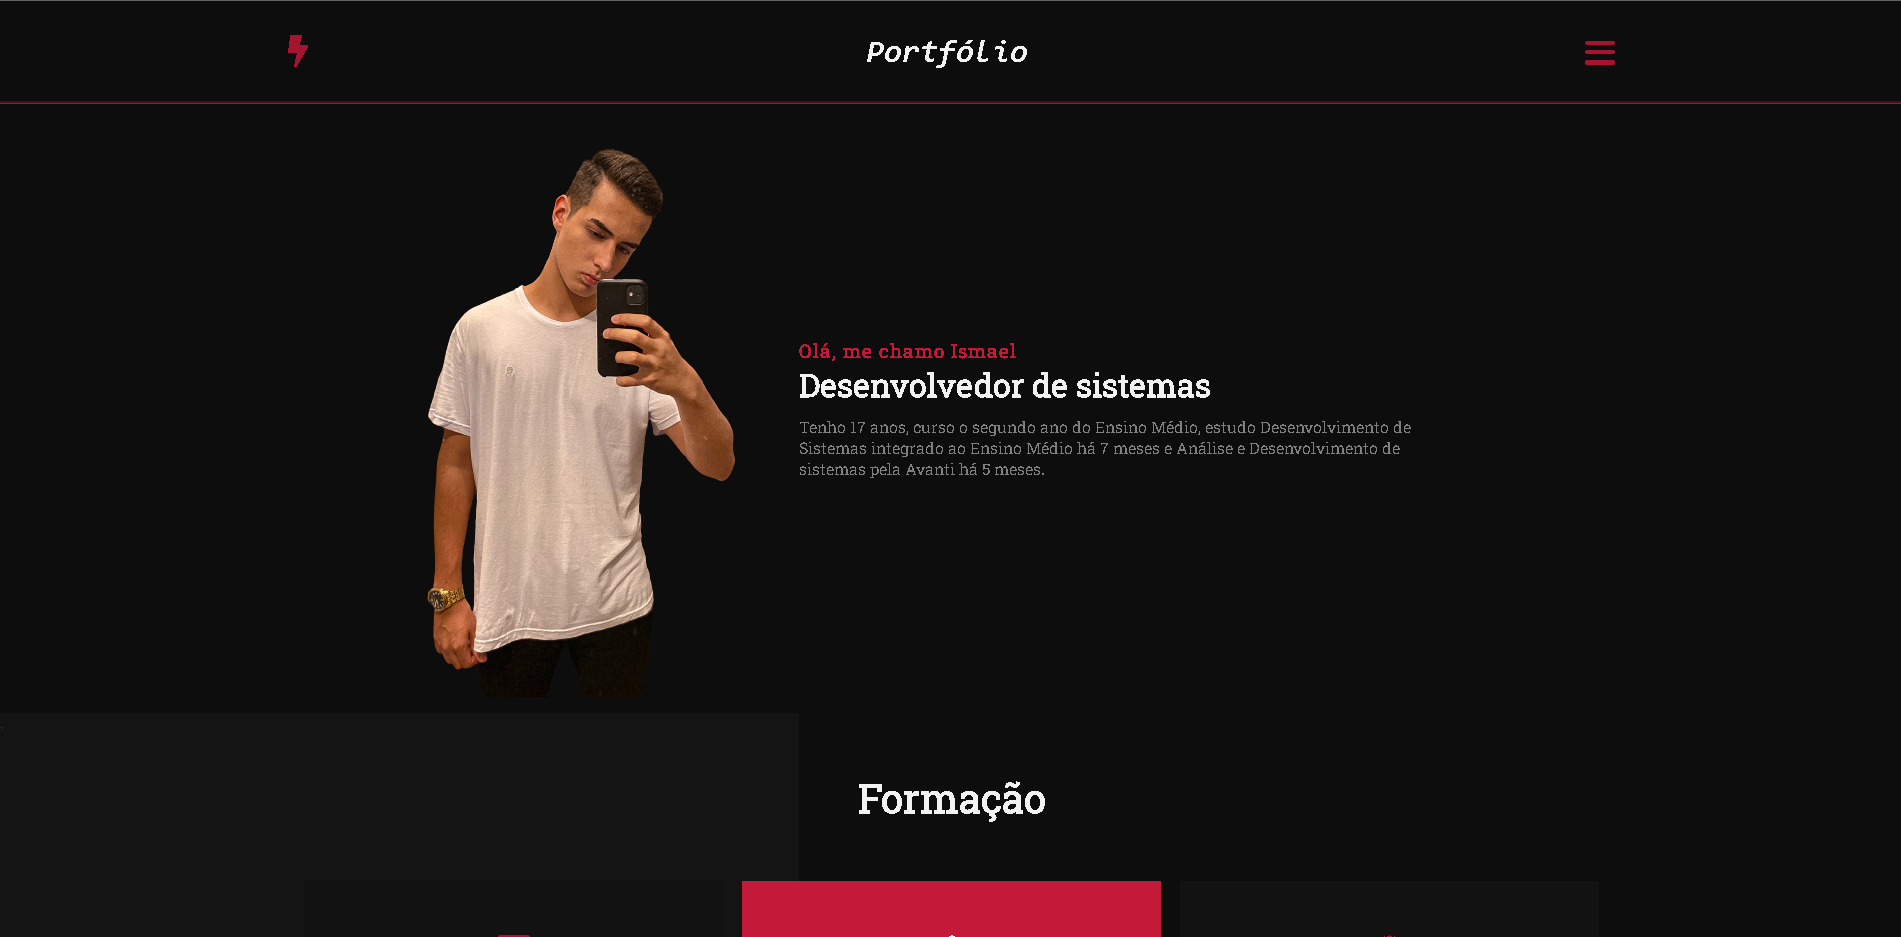 Portfólio
Olá, me chamo Ismael
Desenvolvedor de sistemas
Tenho 17 anos, curso o segundo ano do Ensino Médio, estudo Desenvolvimento de
Sistemas integrado ao Ensino Médio há 7 meses e Análise e Desenvolvimento de
sistemas pela Avanti há 5 meses.
Formação